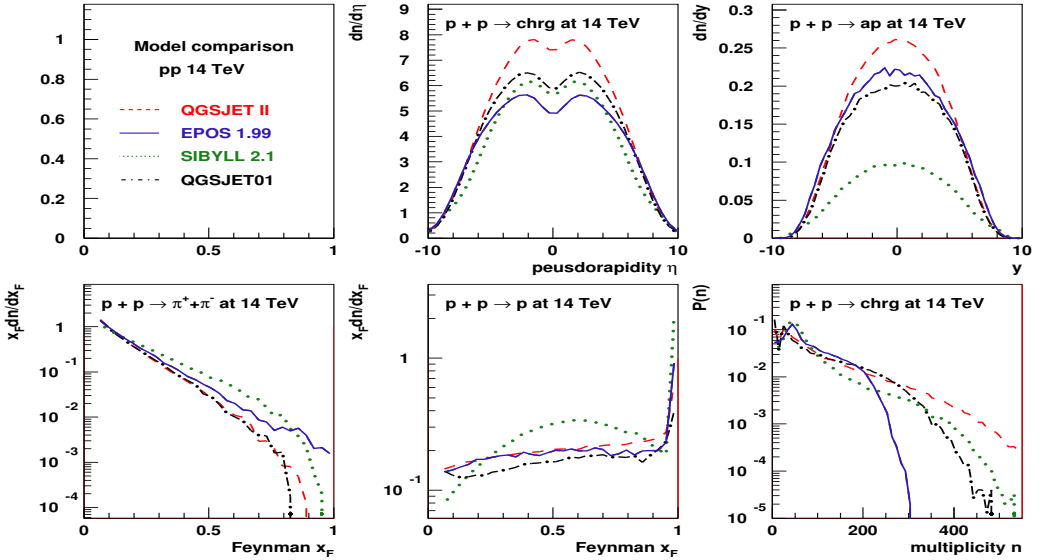 Model comparison
pp 14 TeV
QGSJET II
EPOS 1.99
SIBYLL 2.1
QGSJET01
0
0.2
0.4
0.6
0.8
1
0
0.5
1
dn/dη
p + p → chrg at 14 TeV
0
1
2
3
4
5
6
7
8
9
-10
0
10
peusdorapidity η
dn/dy
p + p → ap at 14 TeV
0
0.05
0.1
0.15
0.2
0.25
0.3
-10
0
10
y
x_F dn/dx_F
p + p → π⁺+π⁻ at 14 TeV
1
10⁻¹
10⁻²
10⁻³
10⁻⁴
10⁻⁵
0
0.5
1
Feynman x_F
x_F dn/dx_F
p + p → p at 14 TeV
1
10⁻¹
0
0.5
1
Feynman x_F
P(n)
p + p → chrg at 14 TeV
10⁻¹
10⁻²
10⁻³
10⁻⁴
10⁻⁵
0
200
400
multiplicity n